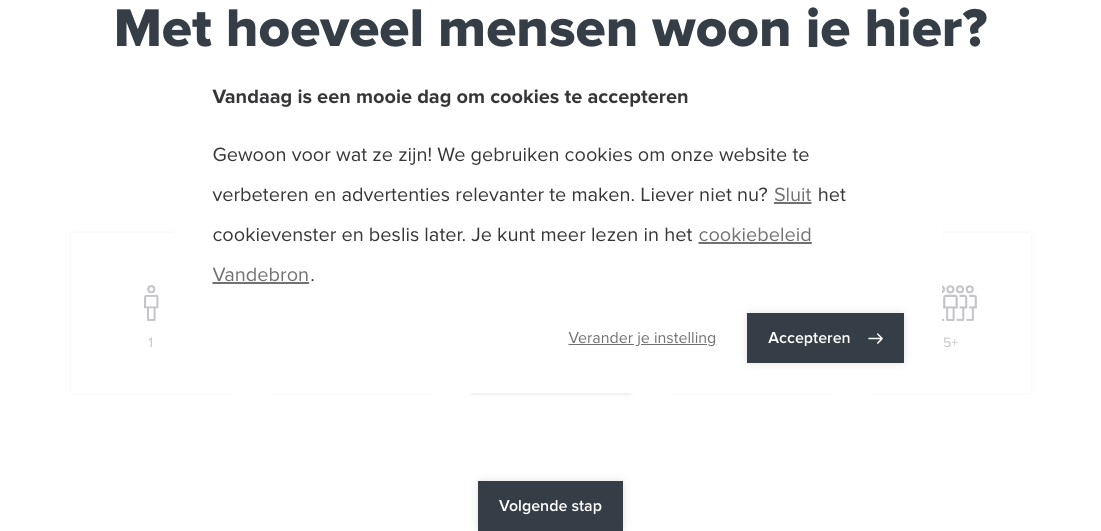 Met hoeveel mensen woon je hier?
Vandaag is een mooie dag om cookies te accepteren
Gewoon voor wat ze zijn! We gebruiken cookies om onze website te
verbeteren en advertenties relevanter te maken. Liever niet nu? Sluit het
cookievenster en beslis later. Je kunt meer lezen in het cookiebeleid
Vandebron.
Verander je instelling
Accepteren
1
5+
Volgende stap